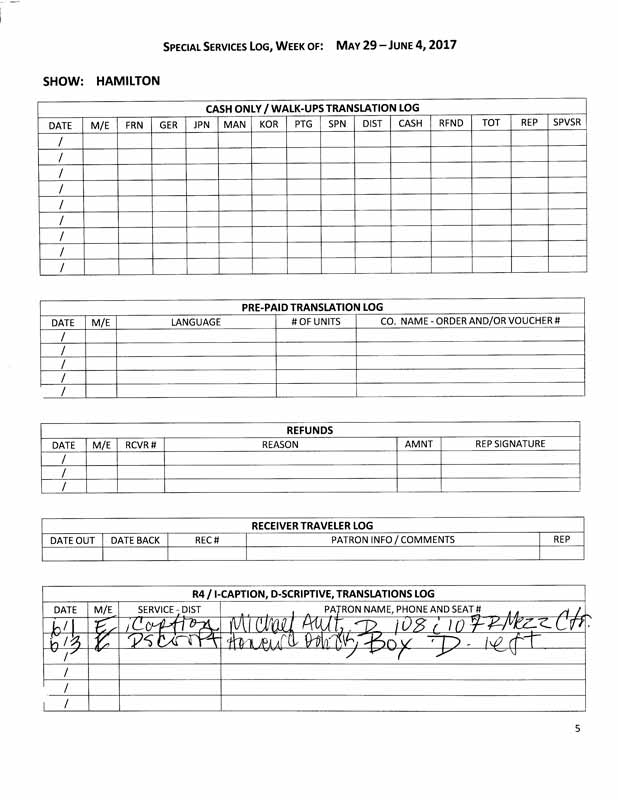 SPECIAL SERVICES LOG, WEEK OF: MAY 29 – JUNE 4, 2017
SHOW: HAMILTON
CASH ONLY / WALK-UPS TRANSLATION LOG
DATE M/E FRN GER JPN MAN KOR PTG SPN DIST CASH RFND TOT REP SPVSR
/
/
/
/
/
/
/
/
/
PRE-PAID TRANSLATION LOG
DATE M/E LANGUAGE # OF UNITS CO. NAME - ORDER AND/OR VOUCHER #
/
/
/
/
/
REFUNDS
DATE M/E RCVR # REASON AMNT REP SIGNATURE
/
/
/
RECEIVER TRAVELER LOG
DATE OUT DATE BACK REC # PATRON INFO / COMMENTS REP
R4 / I-CAPTION, D-SCRIPTIVE, TRANSLATIONS LOG
DATE M/E SERVICE - DIST PATRON NAME, PHONE AND SEAT #
6/1 E iCaption Michael Ault, D 108 & 107 RMezz Ctr.
6/3 E DScript Box D- left
/
/
/
/
5